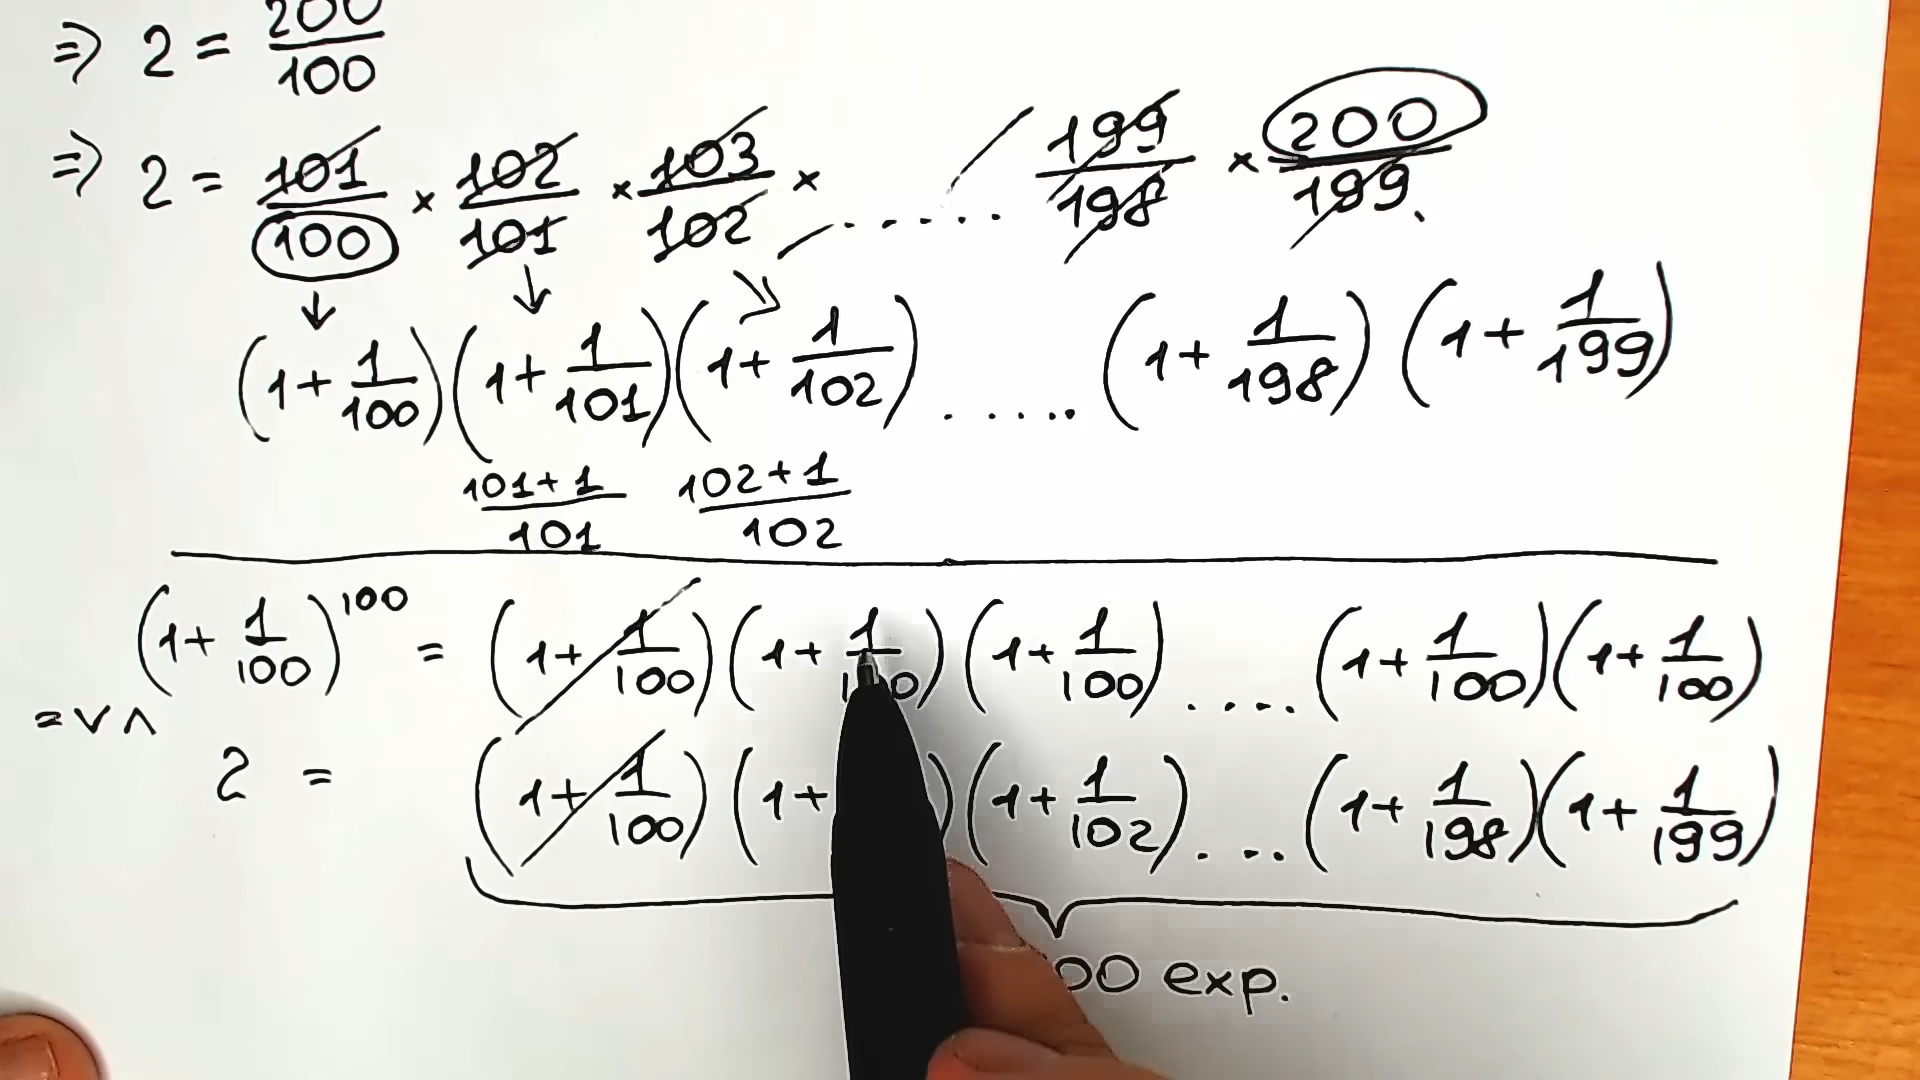 ⇒ 2 = 200/100
⇒ 2 = 101/100 × 102/101 × 103/102 × ...... 199/198 × 200/199.
↓ ↓ ↘
(1 + 1/100)(1 + 1/101)(1 + 1/102) ..... (1 + 1/198)(1 + 1/199)
(101+1)/101 (102+1)/102
(1 + 1/100)^100 = (1 + 1/100)(1 + 1/100)(1 + 1/100) .... (1 + 1/100)(1 + 1/100)
= ∨ ∧
2 = (1 + 1/100)(1 + )(1 + 1/102) ... (1 + 1/198)(1 + 1/199)
exp.